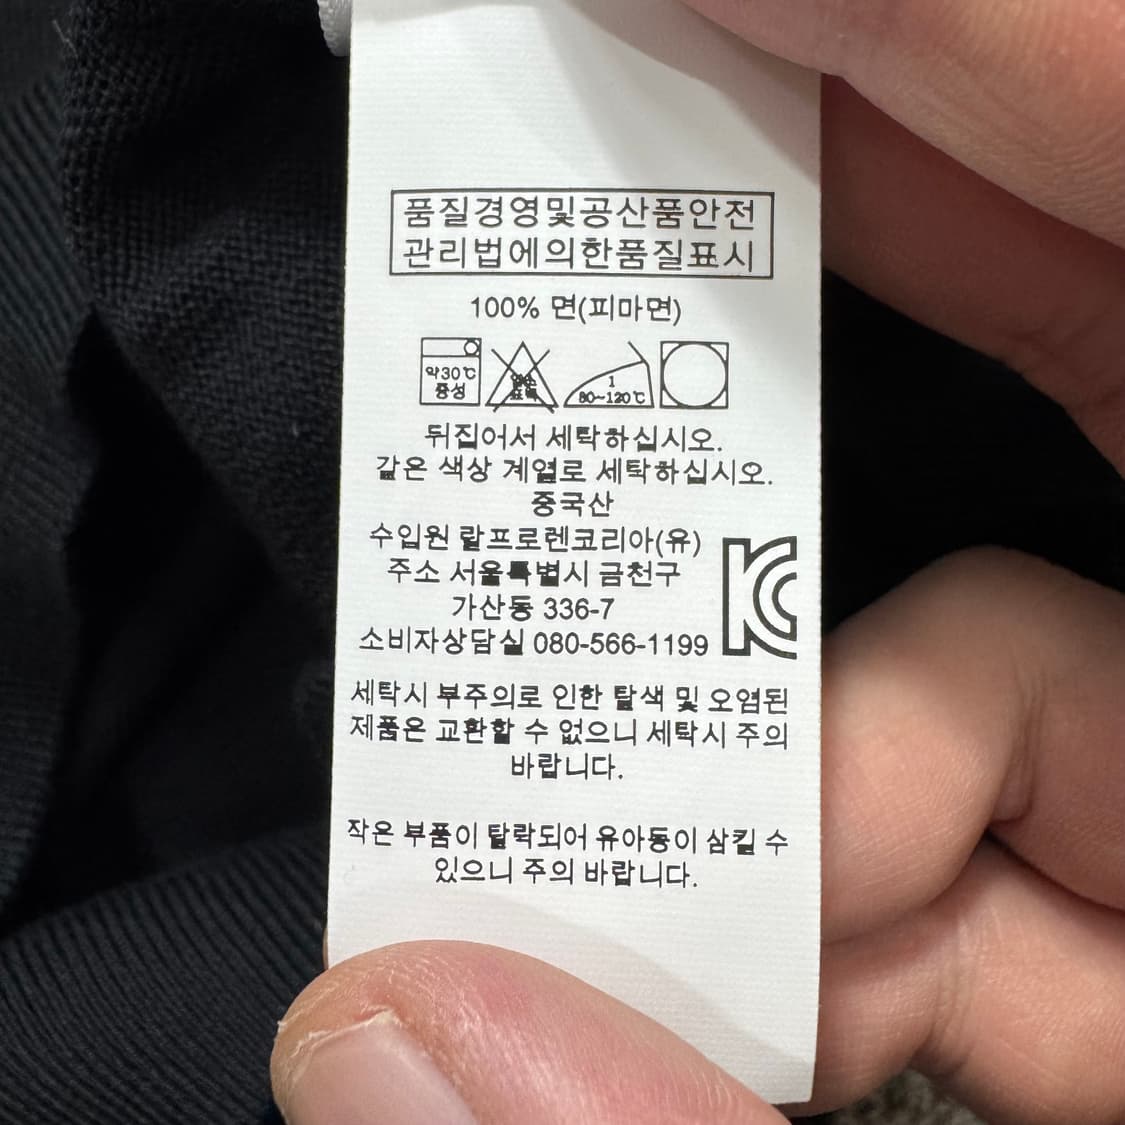 품질경영및공산품안전
관리법에의한품질표시
100% 면(피마면)
약30℃
중성
염소
표백
1
80~120℃
뒤집어서 세탁하십시오.
같은 색상 계열로 세탁하십시오.
중국산
수입원 랄프로렌코리아(유)
주소 서울특별시 금천구
가산동 336-7
소비자상담실 080-566-1199
KC
세탁시 부주의로 인한 탈색 및 오염된
제품은 교환할 수 없으니 세탁시 주의
바랍니다.
작은 부품이 탈락되어 유아동이 삼킬 수
있으니 주의 바랍니다.